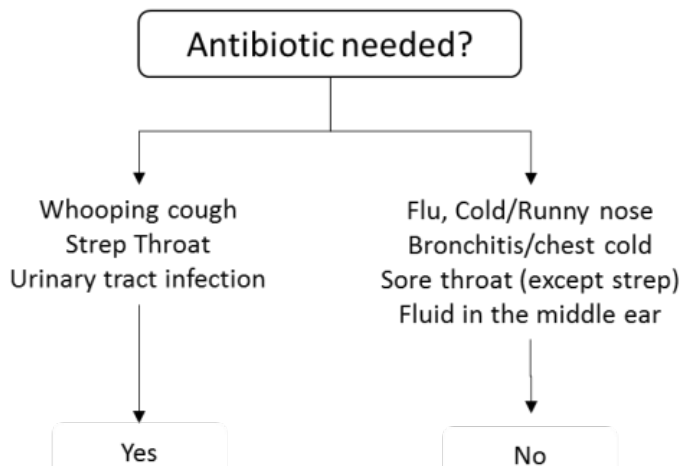 Antibiotic needed?
Whooping cough
Strep Throat
Urinary tract infection
Flu, Cold/Runny nose
Bronchitis/chest cold
Sore throat (except strep)
Fluid in the middle ear
Yes
No